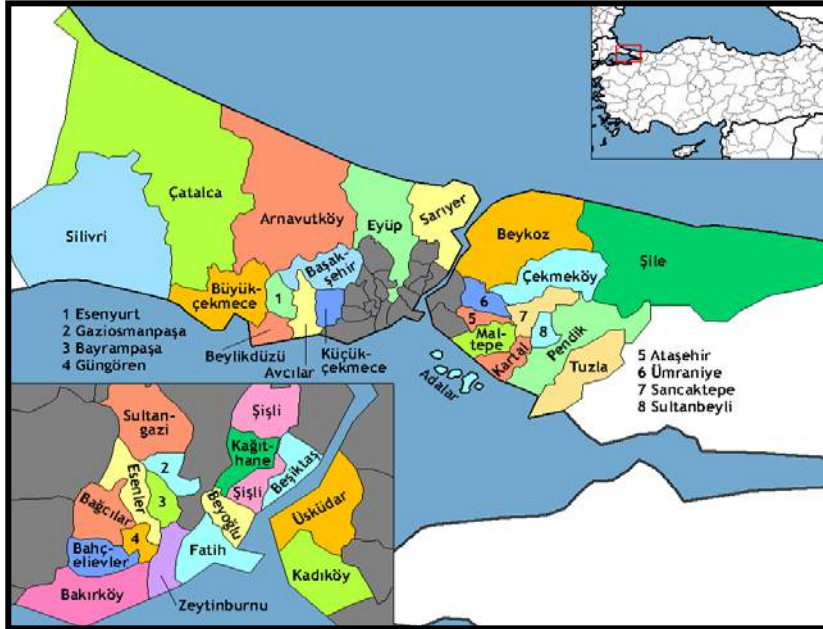 Çatalca
Silivri
Arnavutköy
Eyüp
Sarıyer
Beykoz
Şile
Çekmeköy
Başak-
şehir
Büyük-
çekmece
1
6
5
7
8
Mal-
tepe
Kartal
Pendik
Tuzla
Beylikdüzü
Avcılar
Küçük-
çekmece
Adalar
1 Esenyurt
2 Gaziosmanpaşa
3 Bayrampaşa
4 Güngören
5 Ataşehir
6 Ümraniye
7 Sancaktepe
8 Sultanbeyli
Sultan-
gazi
Şişli
Kağıt-
hane
2
Esenler
3
Şişli
Beşiktaş
Bağcılar
Beyoğlu
Üsküdar
4
Bahç-
elievler
Fatih
Kadıköy
Bakırköy
Zeytinburnu